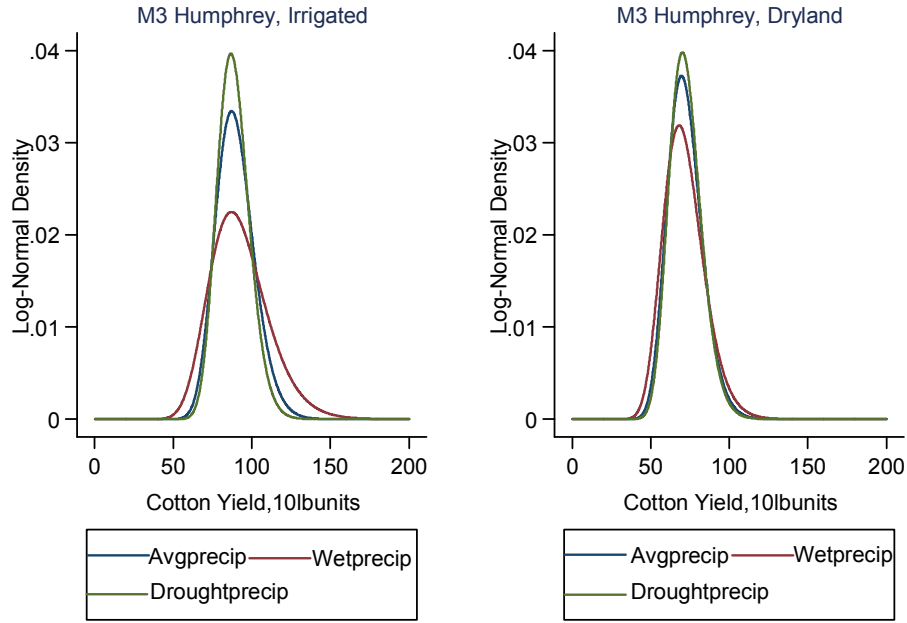 M3 Humphrey, Irrigated
Log-Normal Density
.04
.03
.02
.01
0
0 50 100 150 200
Cotton Yield,10lbunits
Avgprecip Wetprecip
Droughtprecip
M3 Humphrey, Dryland
Log-Normal Density
.04
.03
.02
.01
0
0 50 100 150 200
Cotton Yield,10lbunits
Avgprecip Wetprecip
Droughtprecip